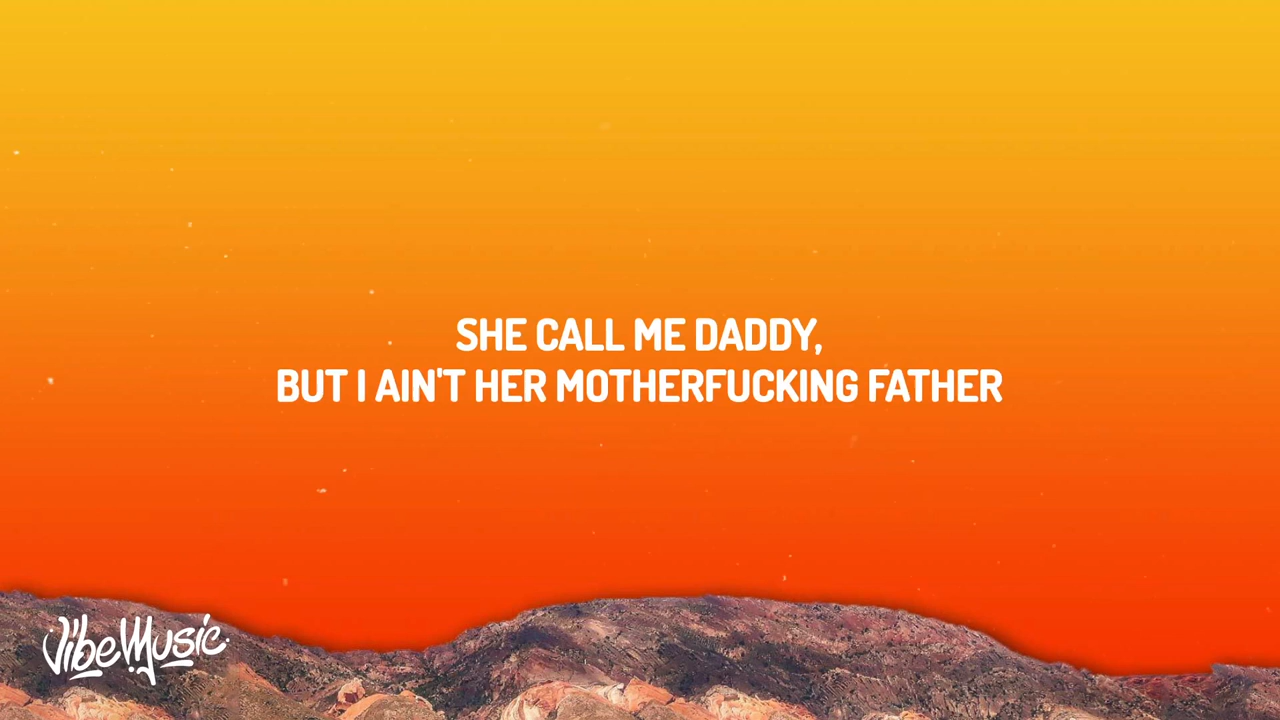 SHE CALL ME DADDY,
BUT I AIN'T HER MOTHERFUCKING FATHER
VibeMusic